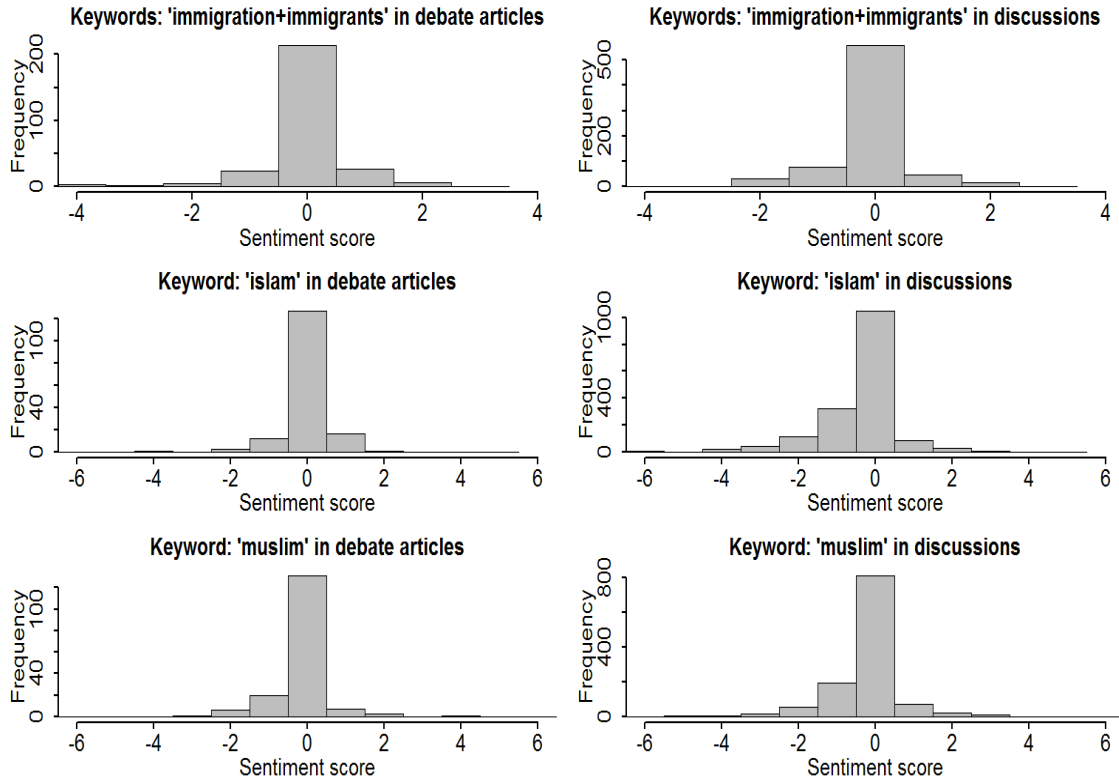 Keywords: 'immigration+immigrants' in debate articles
Frequency
0 100 200
-4 -2 0 2 4
Sentiment score
Keywords: 'immigration+immigrants' in discussions
Frequency
0 200 500
-4 -2 0 2 4
Sentiment score
Keyword: 'islam' in debate articles
Frequency
0 40 100
-6 -4 -2 0 2 4 6
Sentiment score
Keyword: 'islam' in discussions
Frequency
0 400 1000
-6 -4 -2 0 2 4 6
Sentiment score
Keyword: 'muslim' in debate articles
Frequency
0 40 100
-6 -4 -2 0 2 4 6
Sentiment score
Keyword: 'muslim' in discussions
Frequency
0 400 800
-6 -4 -2 0 2 4 6
Sentiment score